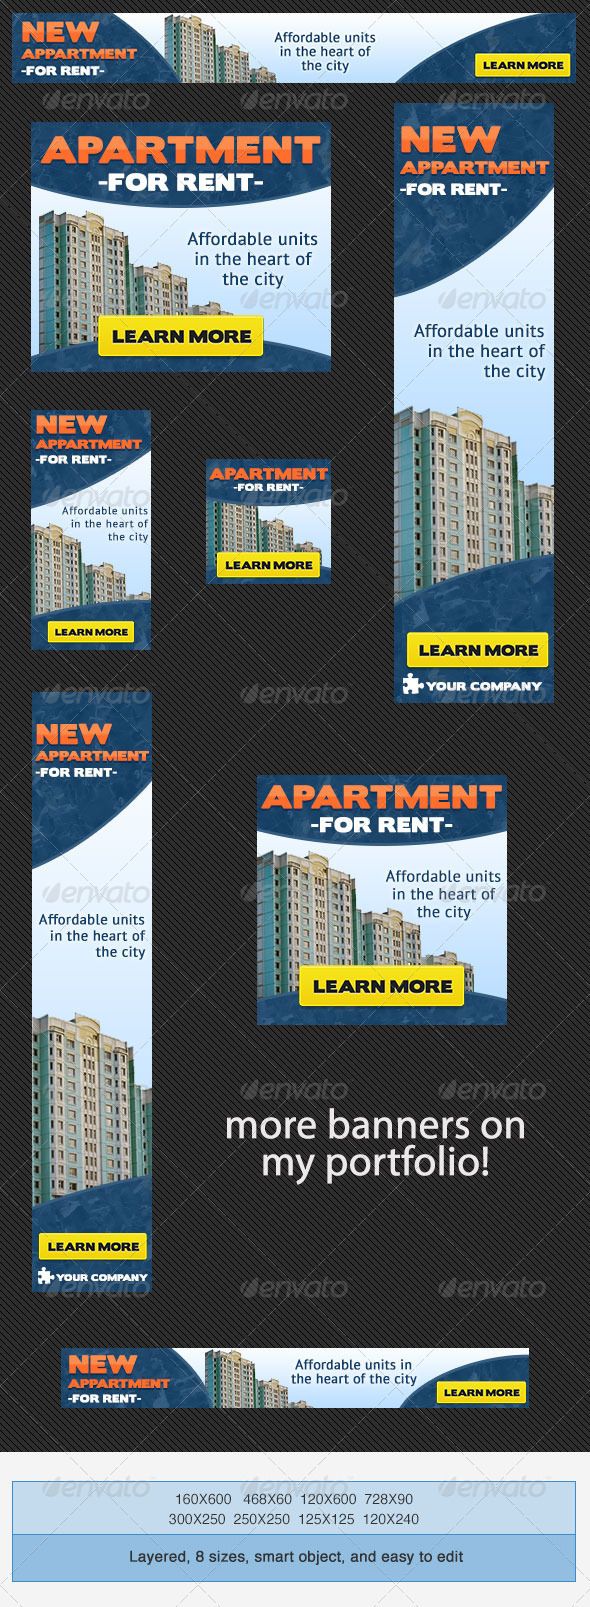 NEW
APPARTMENT
-FOR RENT-
Affordable units
in the heart of
the city
LEARN MORE
APARTMENT
-FOR RENT-
Affordable units
in the heart of
the city
LEARN MORE
NEW
APPARTMENT
-FOR RENT-
Affordable units
in the heart of
the city
LEARN MORE
YOUR COMPANY
NEW
APPARTMENT
-FOR RENT-
Affordable units
in the heart of
the city
LEARN MORE
APARTMENT
-FOR RENT-
LEARN MORE
NEW
APPARTMENT
-FOR RENT-
Affordable units
in the heart of
the city
LEARN MORE
YOUR COMPANY
APARTMENT
-FOR RENT-
Affordable units
in the heart of
the city
LEARN MORE
more banners on
my portfolio!
NEW
APPARTMENT
-FOR RENT-
Affordable units in
the heart of the city
LEARN MORE
160X600 468X60 120X600 728X90
300X250 250X250 125X125 120X240
Layered, 8 sizes, smart object, and easy to edit
envato